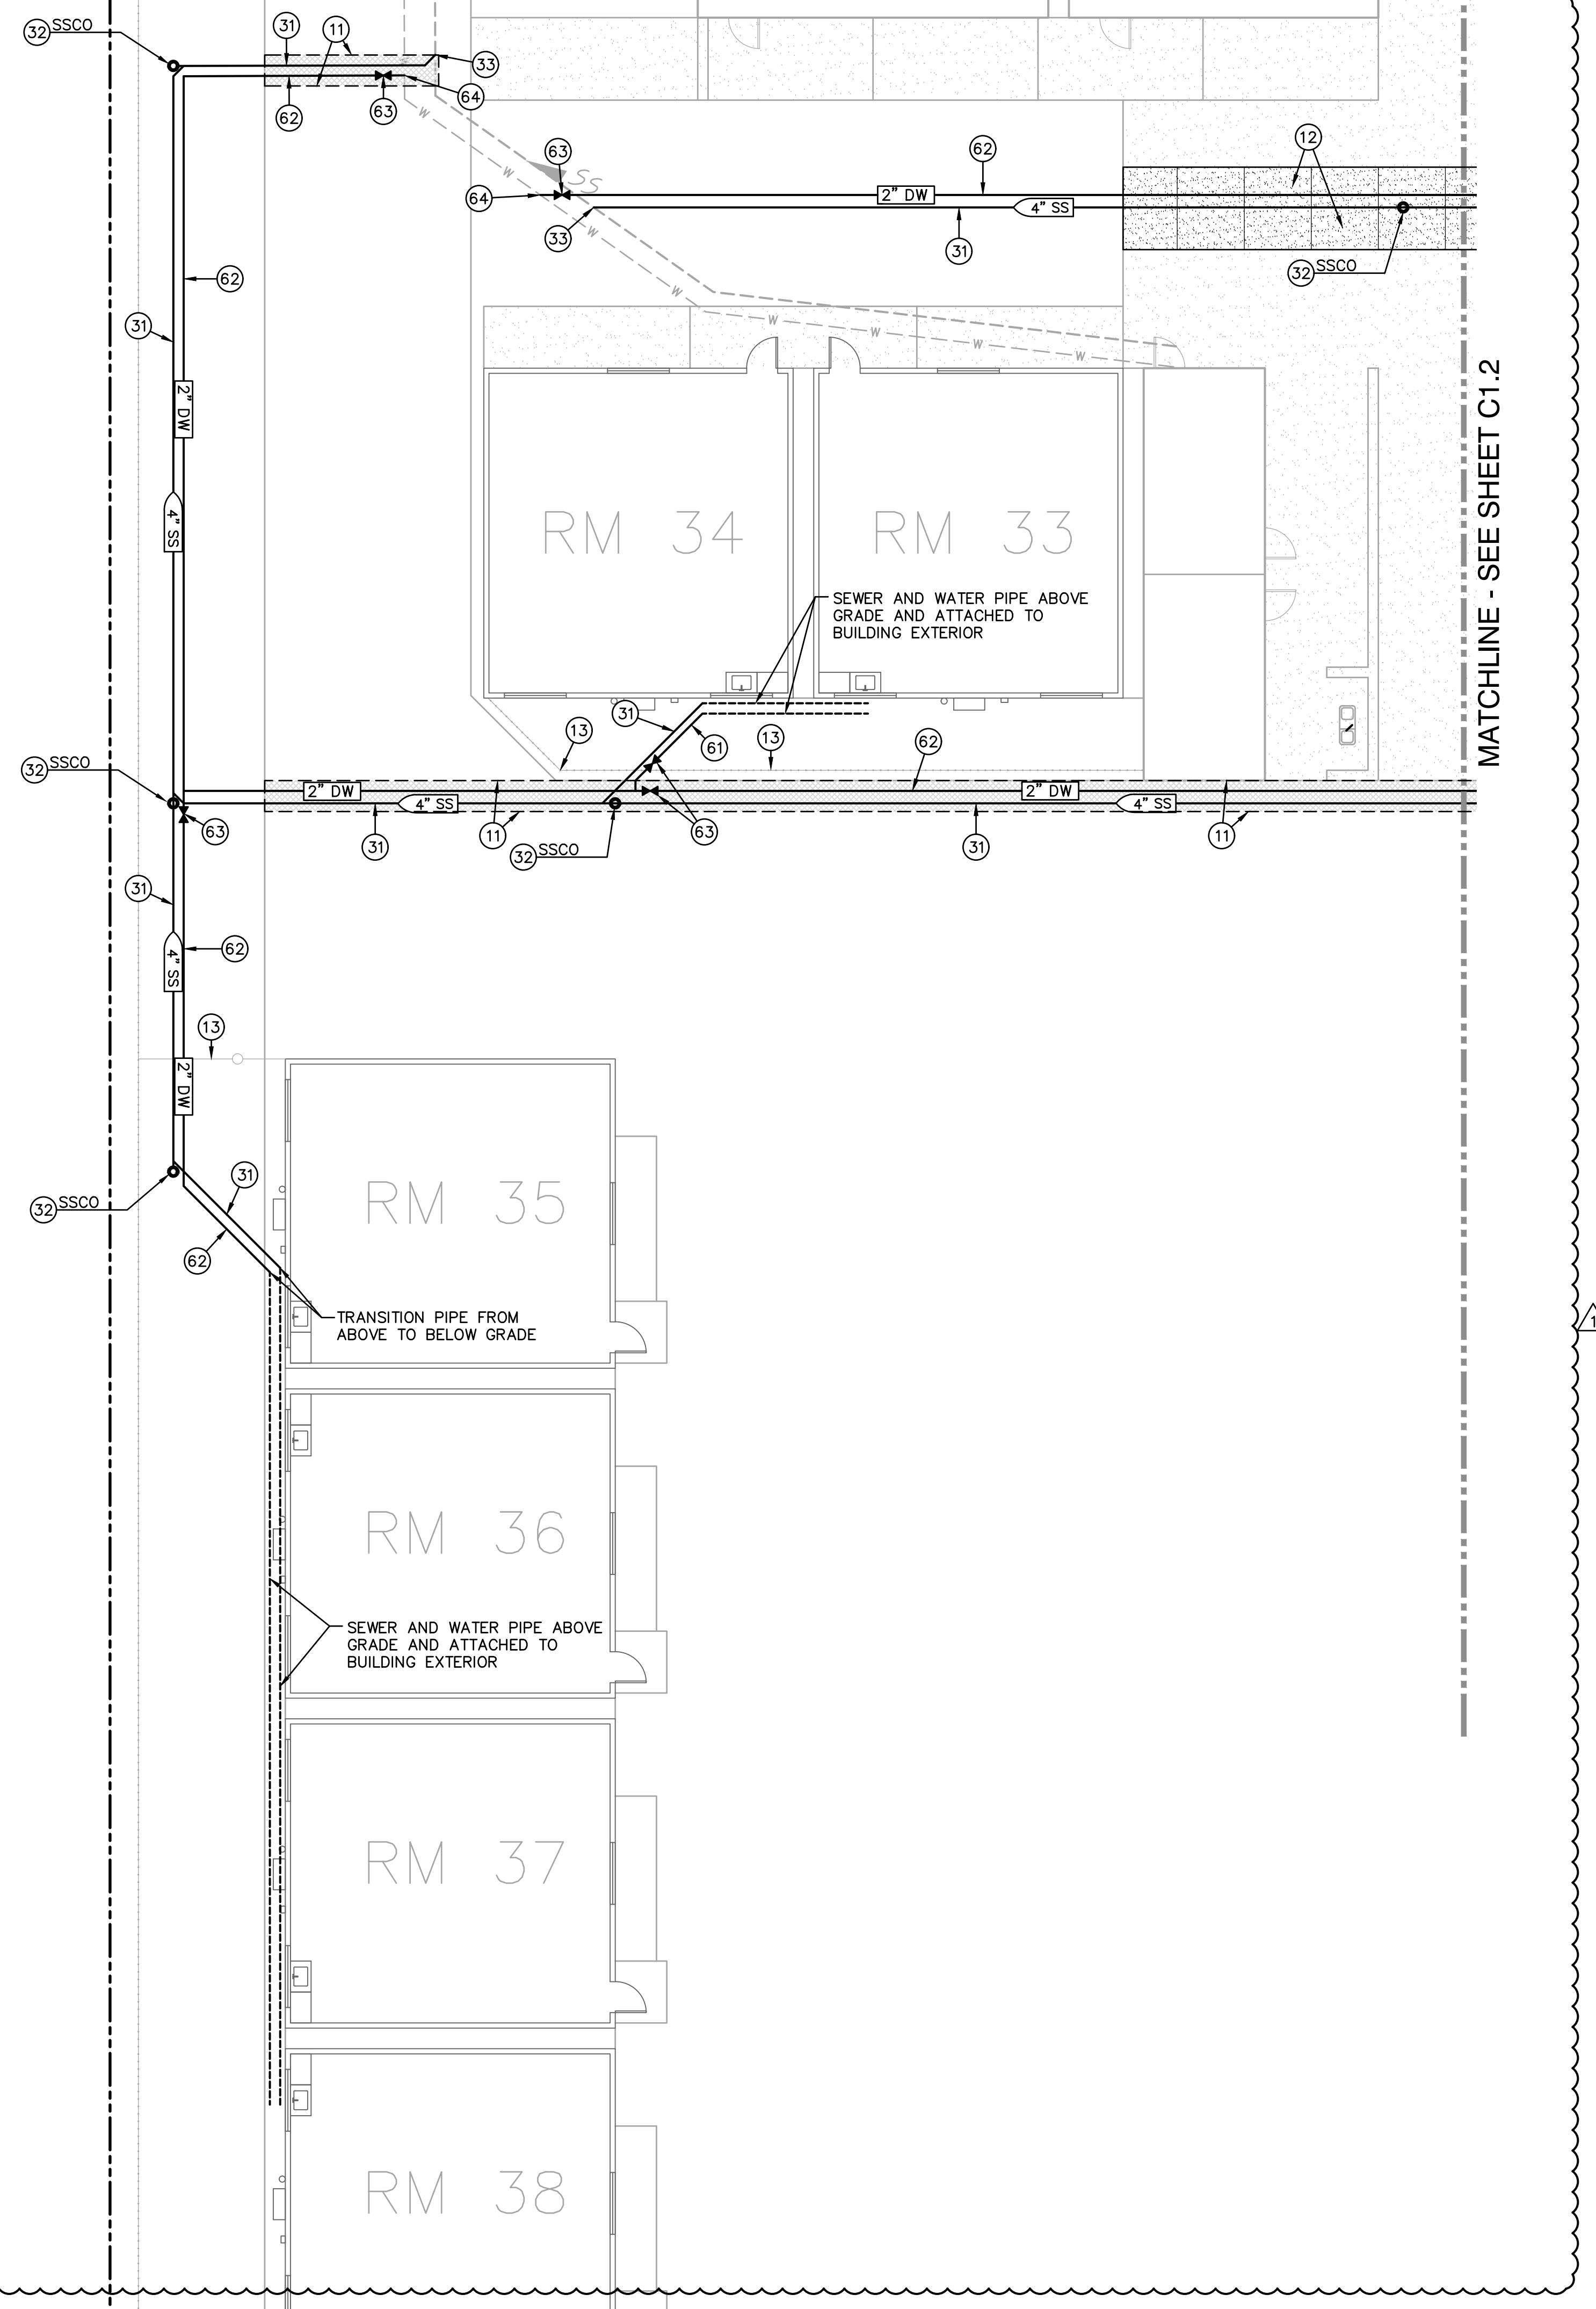 32 SSCO
31
11
33
64
62
63
W
W
W
SS
63
62
12
64
2" DW
4" SS
33
31
32 SSCO
W
W
W
W
W
W
62
31
2" DW
4" SS
MATCHLINE - SEE SHEET C1.2
RM 34
RM 33
SEWER AND WATER PIPE ABOVE
GRADE AND ATTACHED TO
BUILDING EXTERIOR
31
13
61
13
62
32 SSCO
2" DW
2" DW
4" SS
4" SS
63
31
11
32 SSCO
63
31
11
31
62
4" SS
13
2" DW
31
32 SSCO
62
RM 35
TRANSITION PIPE FROM
ABOVE TO BELOW GRADE
1
RM 36
SEWER AND WATER PIPE ABOVE
GRADE AND ATTACHED TO
BUILDING EXTERIOR
RM 37
RM 38